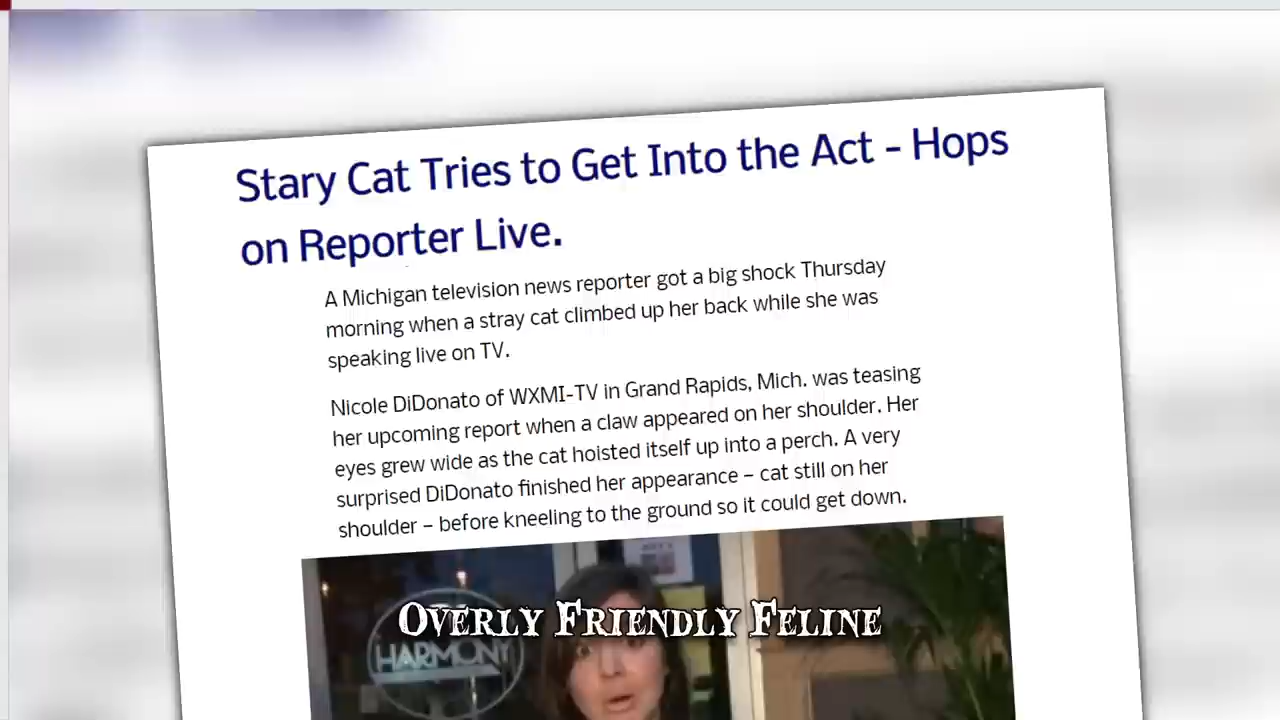 Stary Cat Tries to Get Into the Act - Hops
on Reporter Live.
A Michigan television news reporter got a big shock Thursday
morning when a stray cat climbed up her back while she was
speaking live on TV.
Nicole DiDonato of WXMI-TV in Grand Rapids, Mich. was teasing
her upcoming report when a claw appeared on her shoulder. Her
eyes grew wide as the cat hoisted itself up into a perch. A very
surprised DiDonato finished her appearance – cat still on her
shoulder – before kneeling to the ground so it could get down.
OVERLY FRIENDLY FELINE
HARMONY